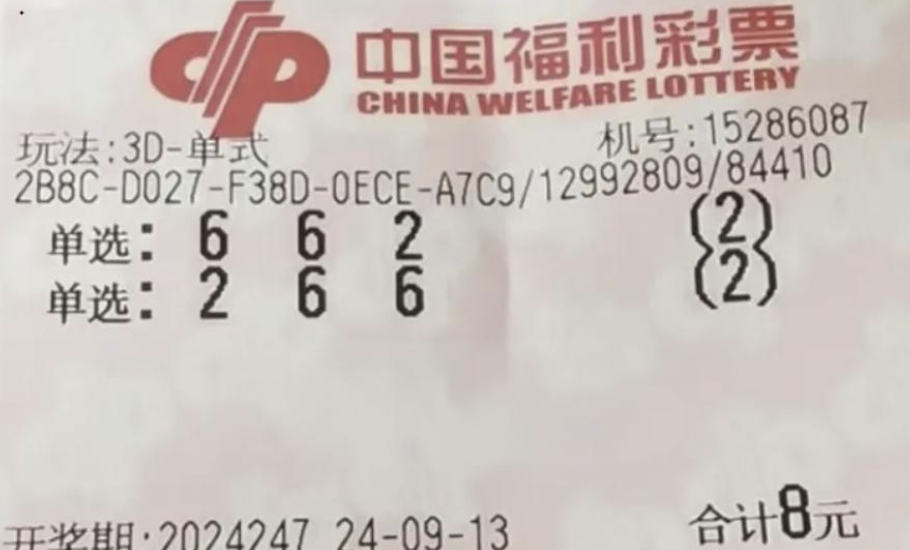 中国福利彩票
CHINA WELFARE LOTTERY
玩法:3D-单式 机号:15286087
2B8C-D027-F38D-0ECE-A7C9/12992809/84410
单选: 6 6 2 (2)
单选: 2 6 6 (2)
开奖期:2024247 24-09-13 合计8元